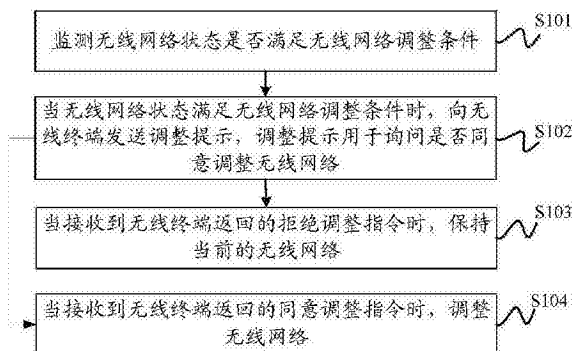 S101
监测无线网络状态是否满足无线网络调整条件
当无线网络状态满足无线网络调整条件时，向无
线终端发送调整提示，调整提示用于询问是否同
意调整无线网络
S102
当接收到无线终端返回的拒绝调整指令时，保持
当前的无线网络
S103
当接收到无线终端返回的同意调整指令时，调整
无线网络
S104